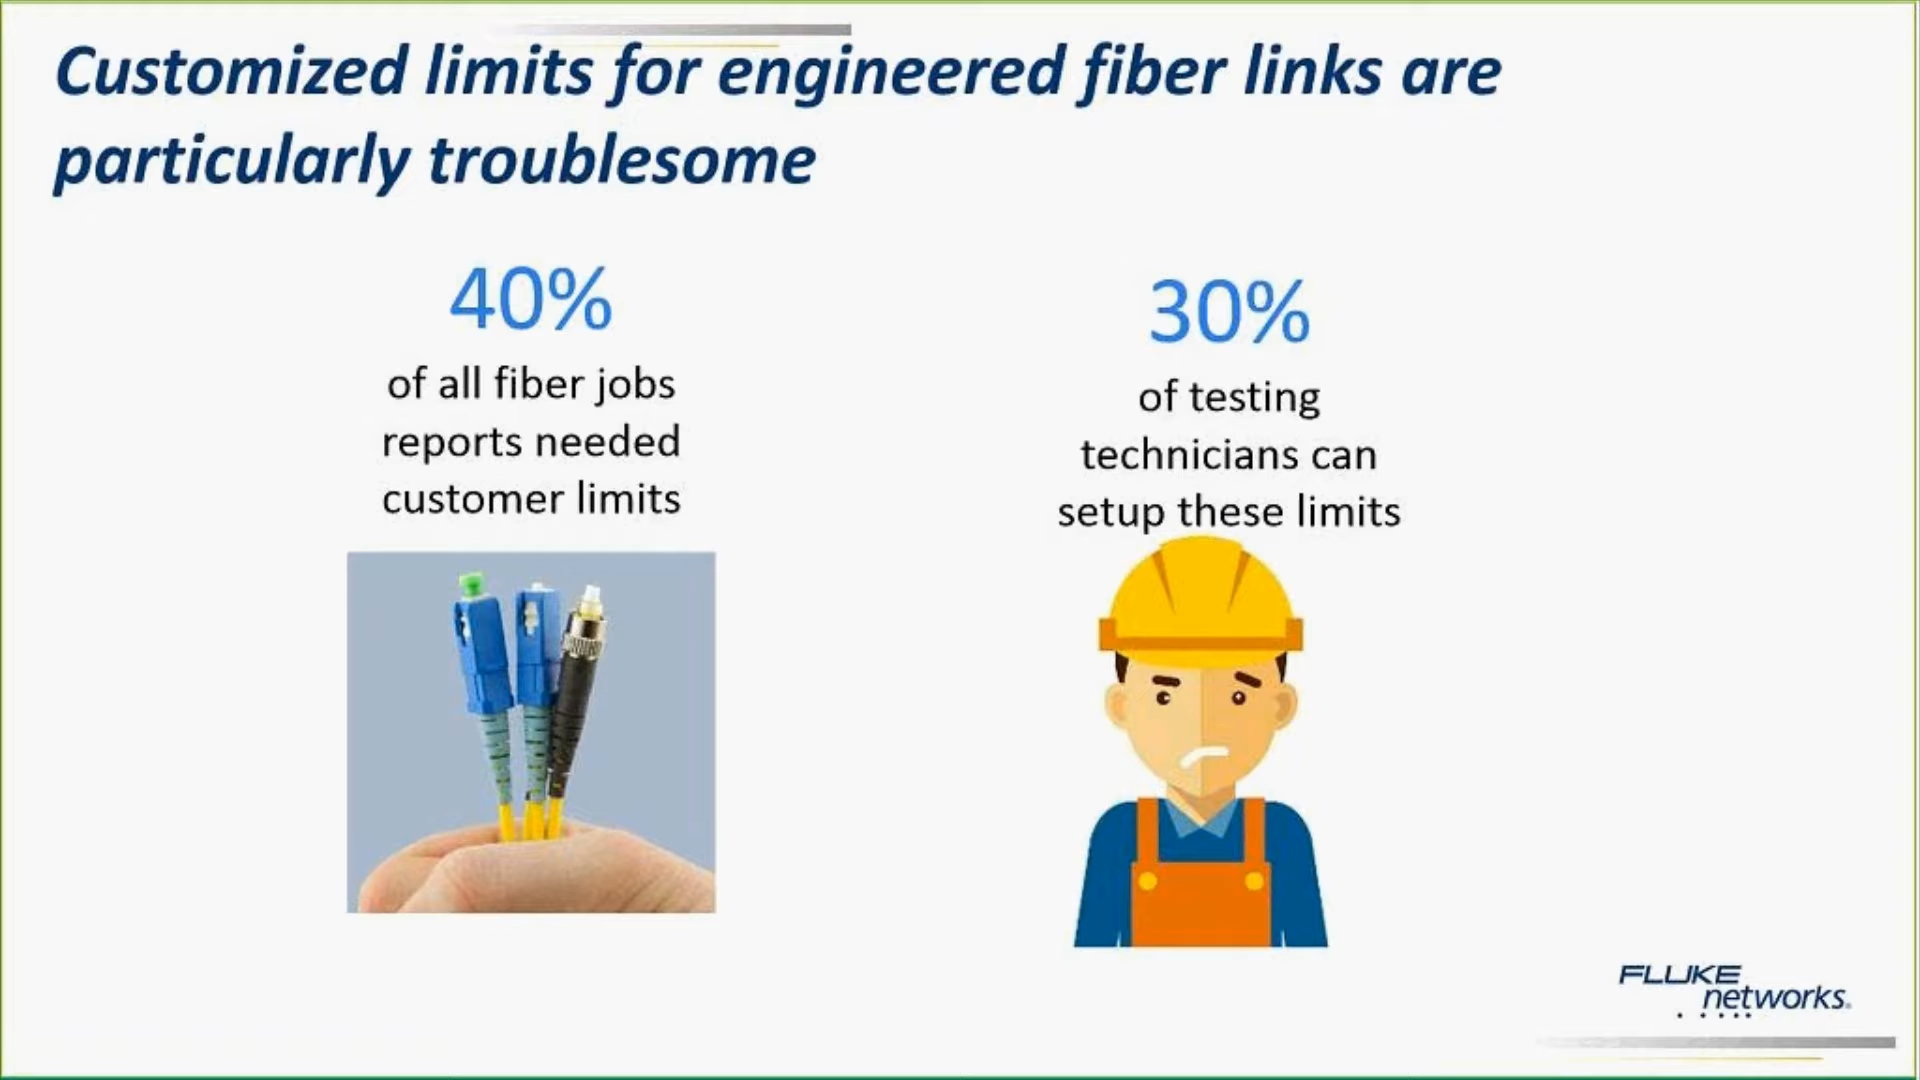 Customized limits for engineered fiber links are
particularly troublesome
40%
of all fiber jobs
reports needed
customer limits
30%
of testing
technicians can
setup these limits
FLUKE
networks.